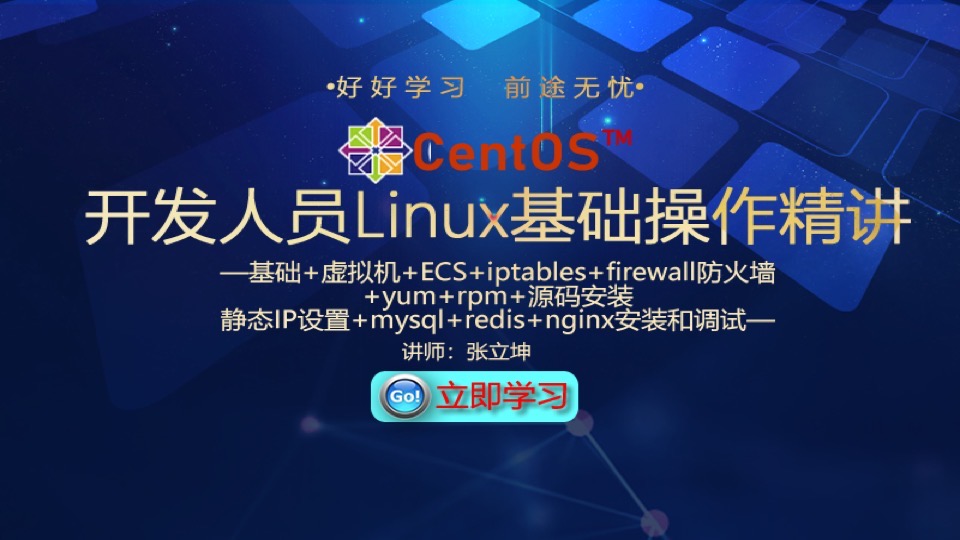 •好好学习 前途无忧•
CentOS™
开发人员Linux基础操作精讲
—基础+虚拟机+ECS+iptables+firewall防火墙
+yum+rpm+源码安装
静态IP设置+mysql+redis+nginx安装和调试—
讲师：张立坤
Go! 立即学习